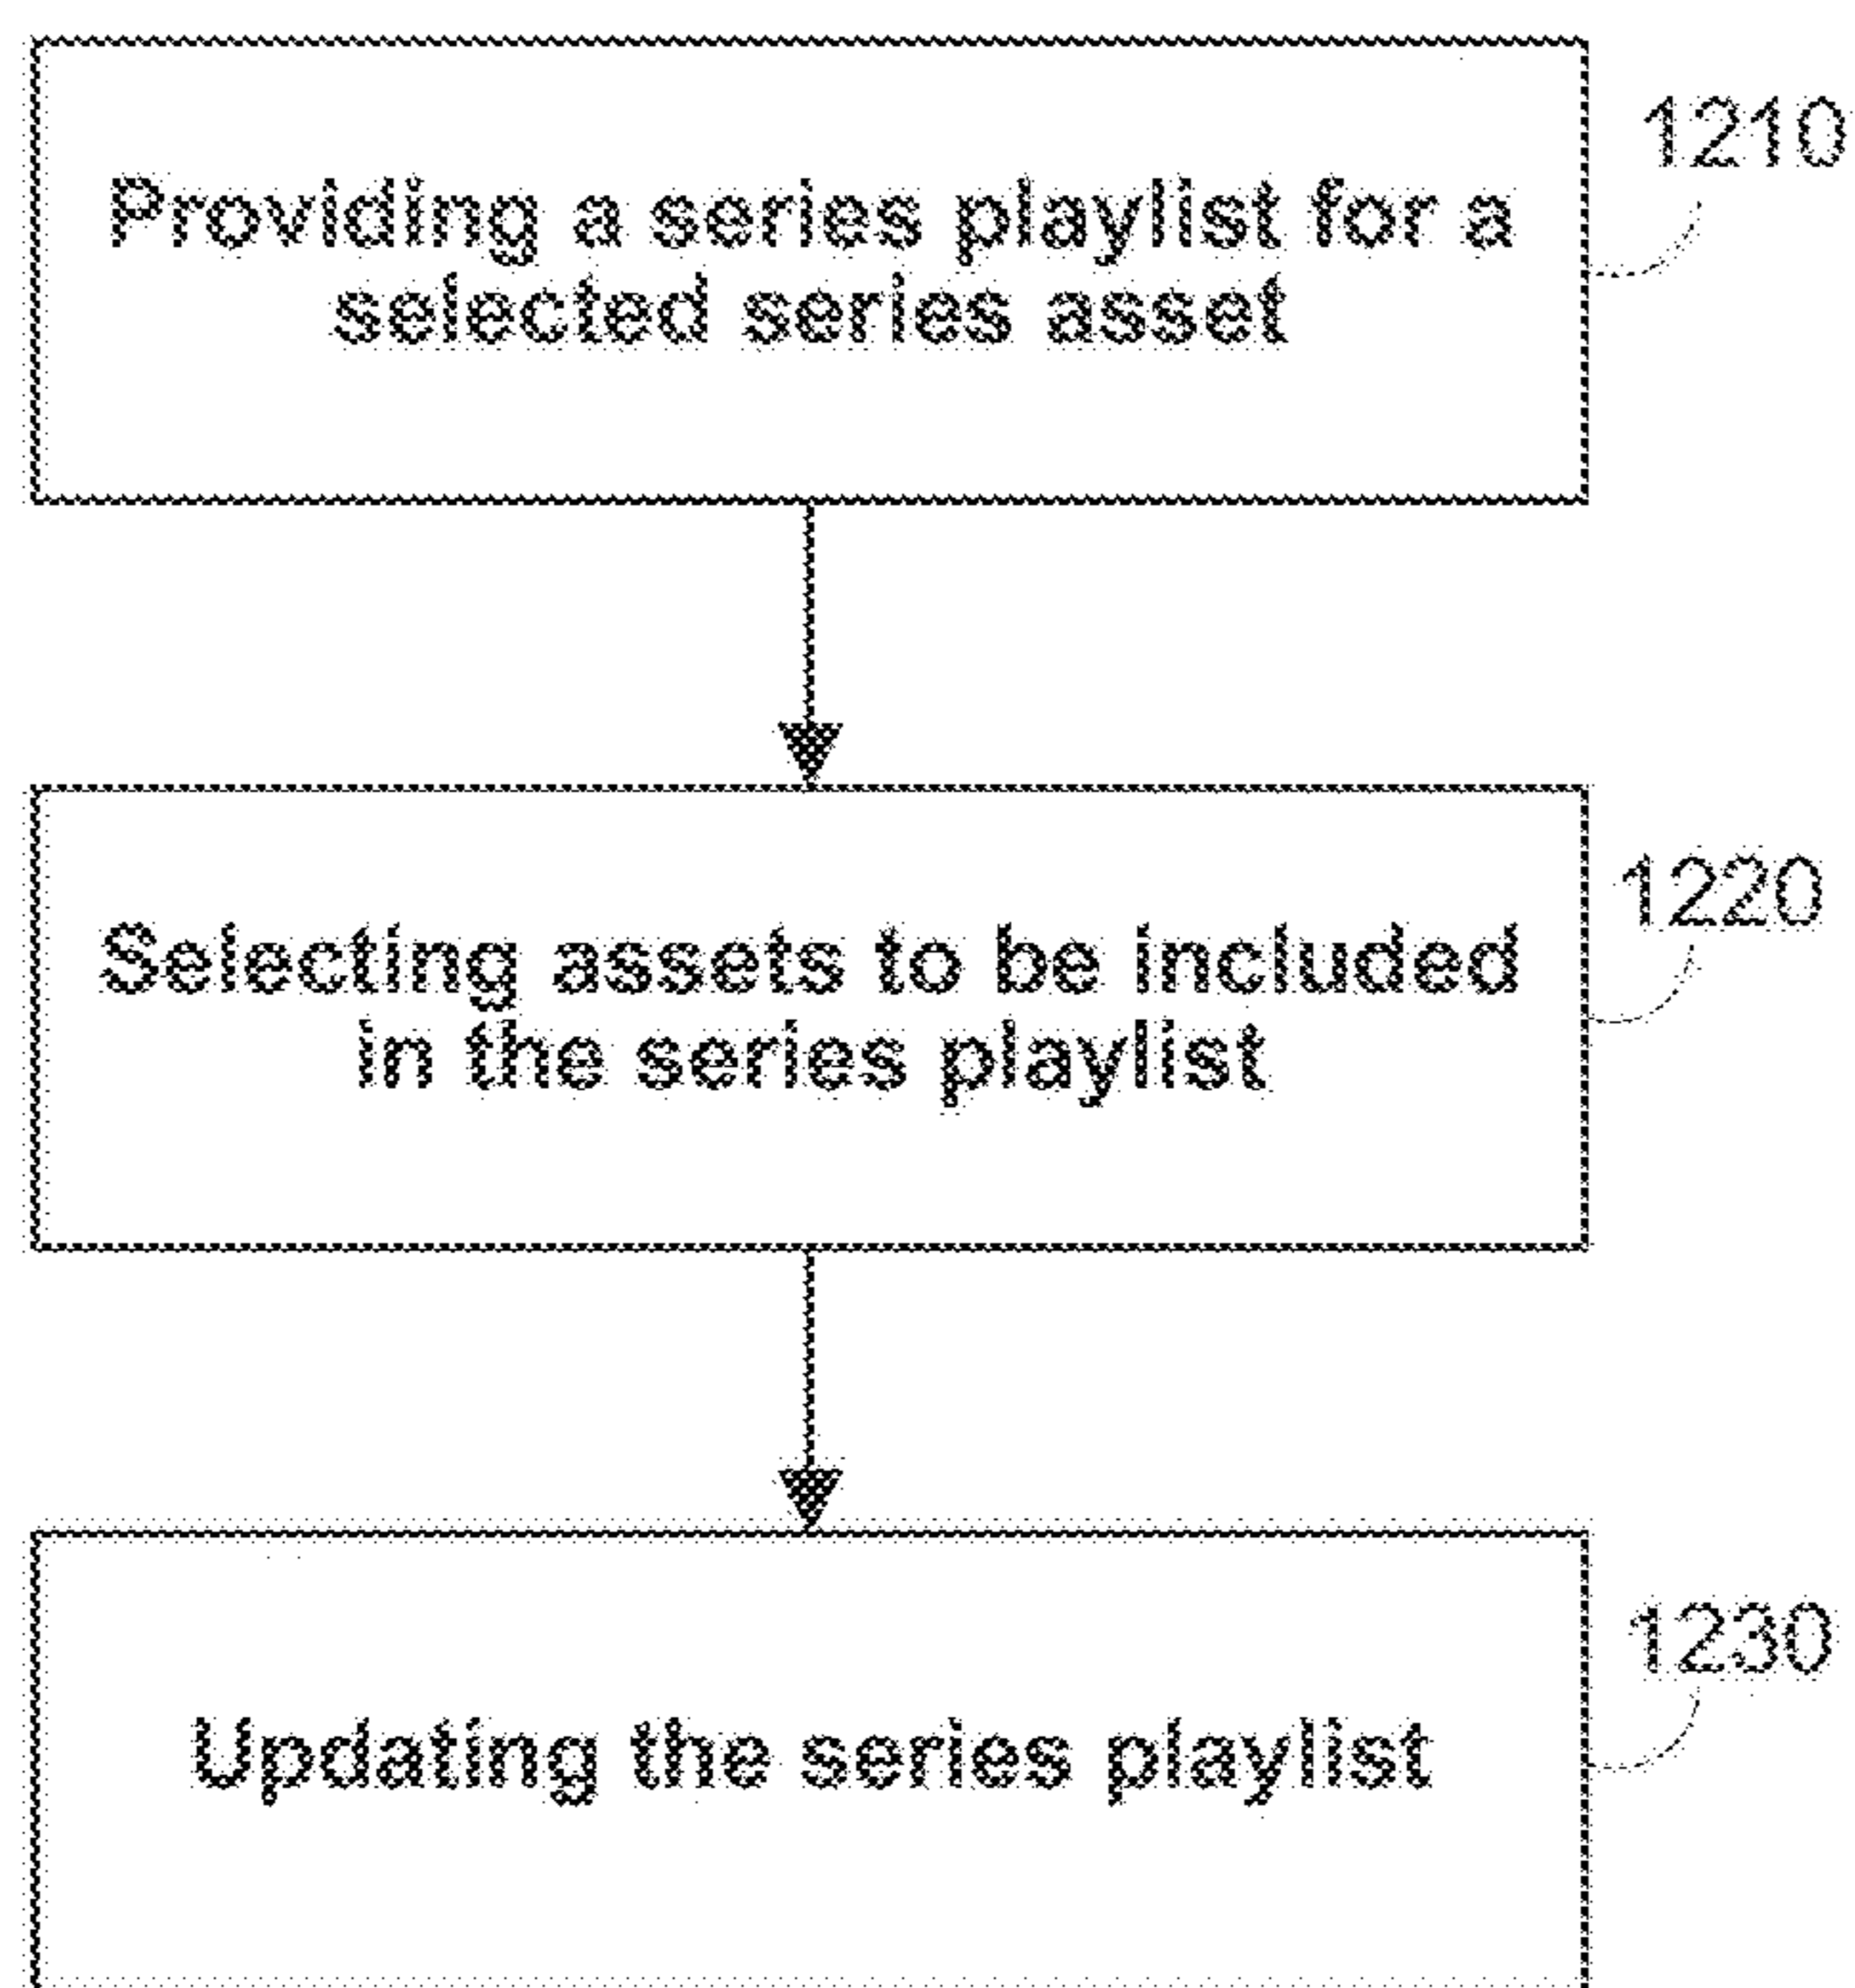 1210
Providing a series playlist for a
selected series asset
1220
Selecting assets to be included
in the series playlist
1230
Updating the series playlist